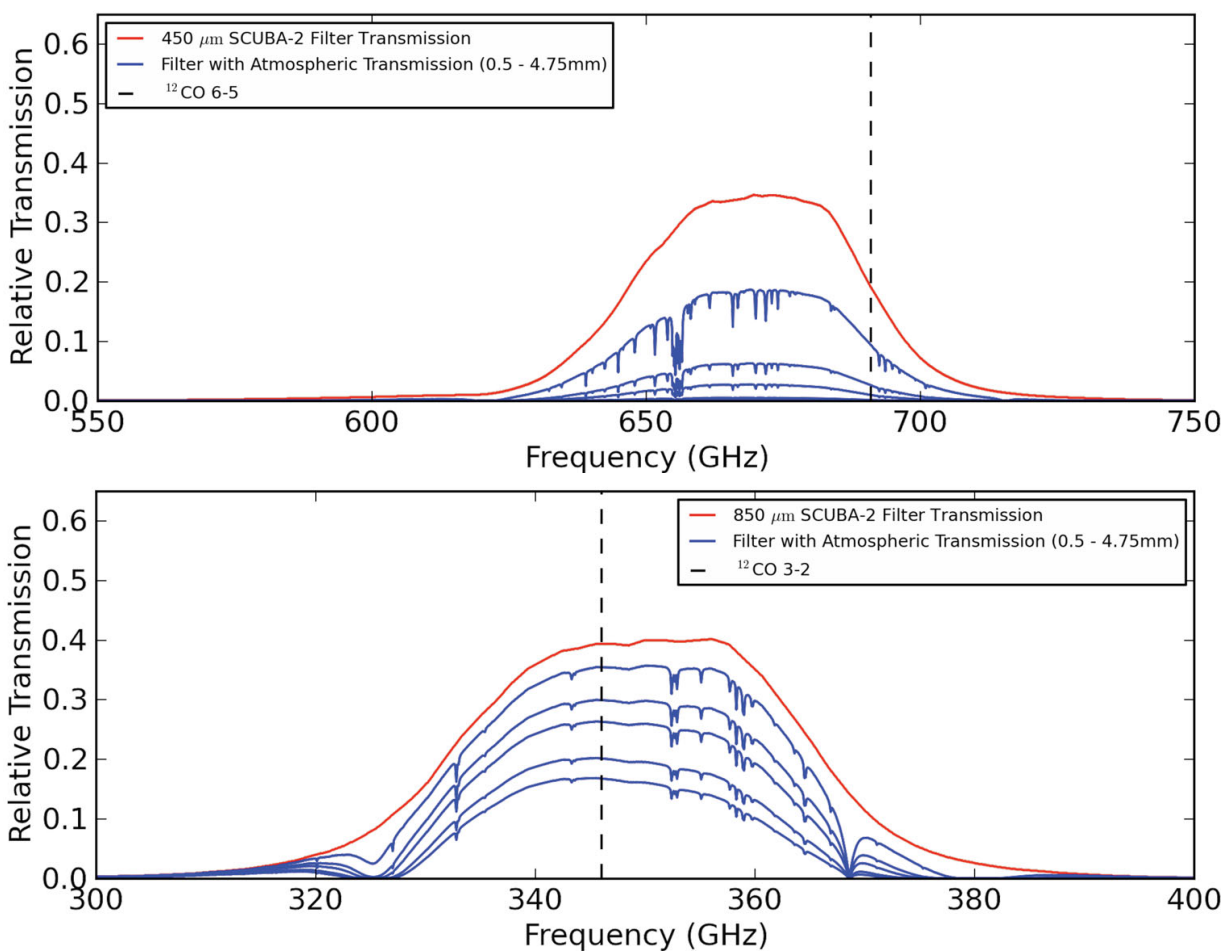 450 μm SCUBA-2 Filter Transmission
Filter with Atmospheric Transmission (0.5 - 4.75mm)
¹²CO 6-5
Relative Transmission
0.6
0.5
0.4
0.3
0.2
0.1
0.0
550 600 650 700 750
Frequency (GHz)
850 μm SCUBA-2 Filter Transmission
Filter with Atmospheric Transmission (0.5 - 4.75mm)
¹²CO 3-2
Relative Transmission
0.6
0.5
0.4
0.3
0.2
0.1
0.0
300 320 340 360 380 400
Frequency (GHz)